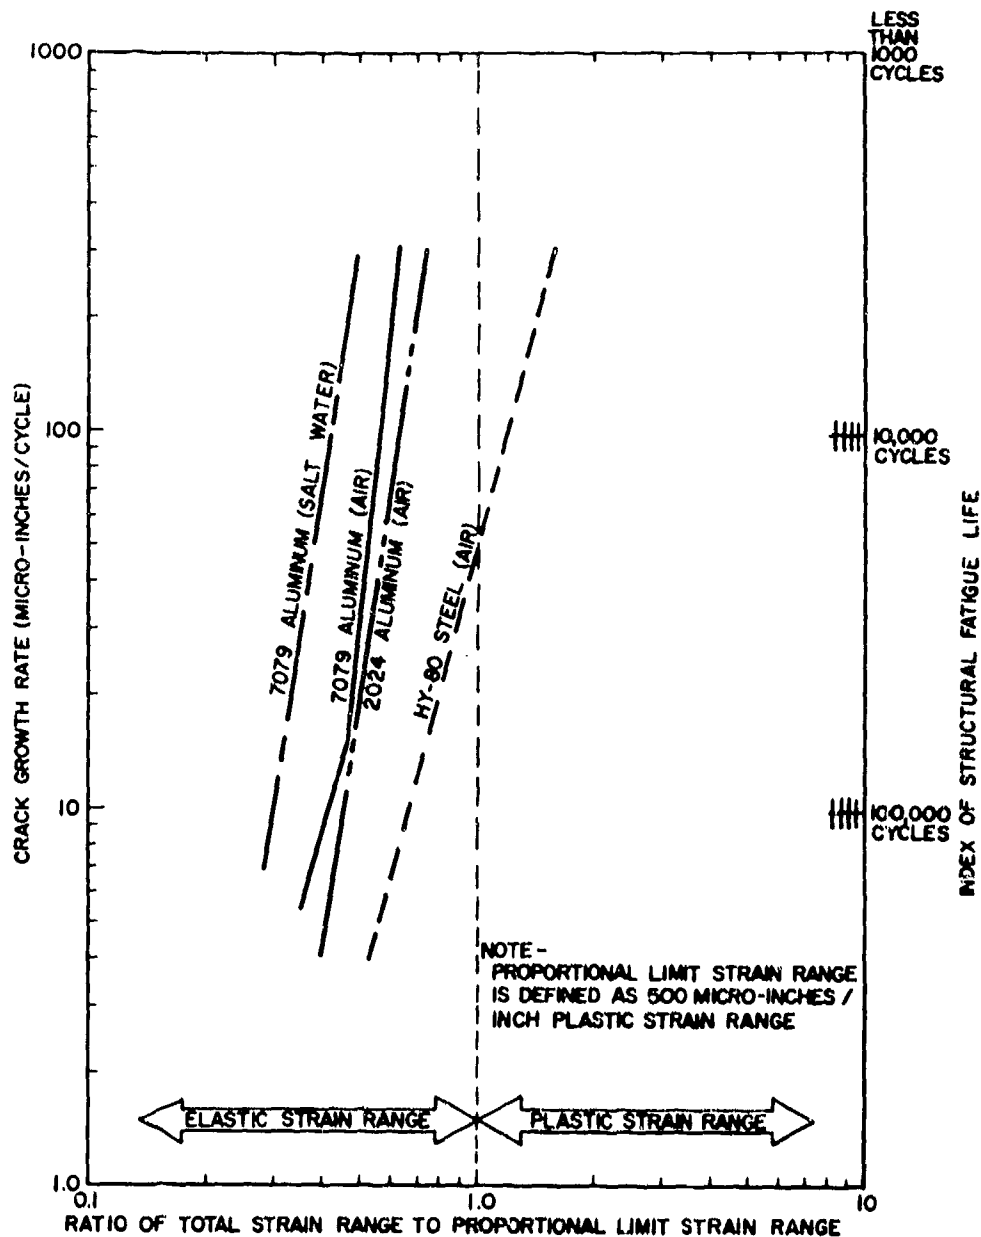 LESS
THAN
1000
CYCLES
1000
100
10
1.0
CRACK GROWTH RATE (MICRO-INCHES/CYCLE)
7079 ALUMINUM (SALT WATER)
7079 ALUMINUM (AIR)
2024 ALUMINUM (AIR)
HY-80 STEEL (AIR)
10,000
CYCLES
100,000
CYCLES
INDEX OF STRUCTURAL FATIGUE LIFE
NOTE-
PROPORTIONAL LIMIT STRAIN RANGE
IS DEFINED AS 500 MICRO-INCHES /
INCH PLASTIC STRAIN RANGE
ELASTIC STRAIN RANGE
PLASTIC STRAIN RANGE
0.1
1.0
10
RATIO OF TOTAL STRAIN RANGE TO PROPORTIONAL LIMIT STRAIN RANGE